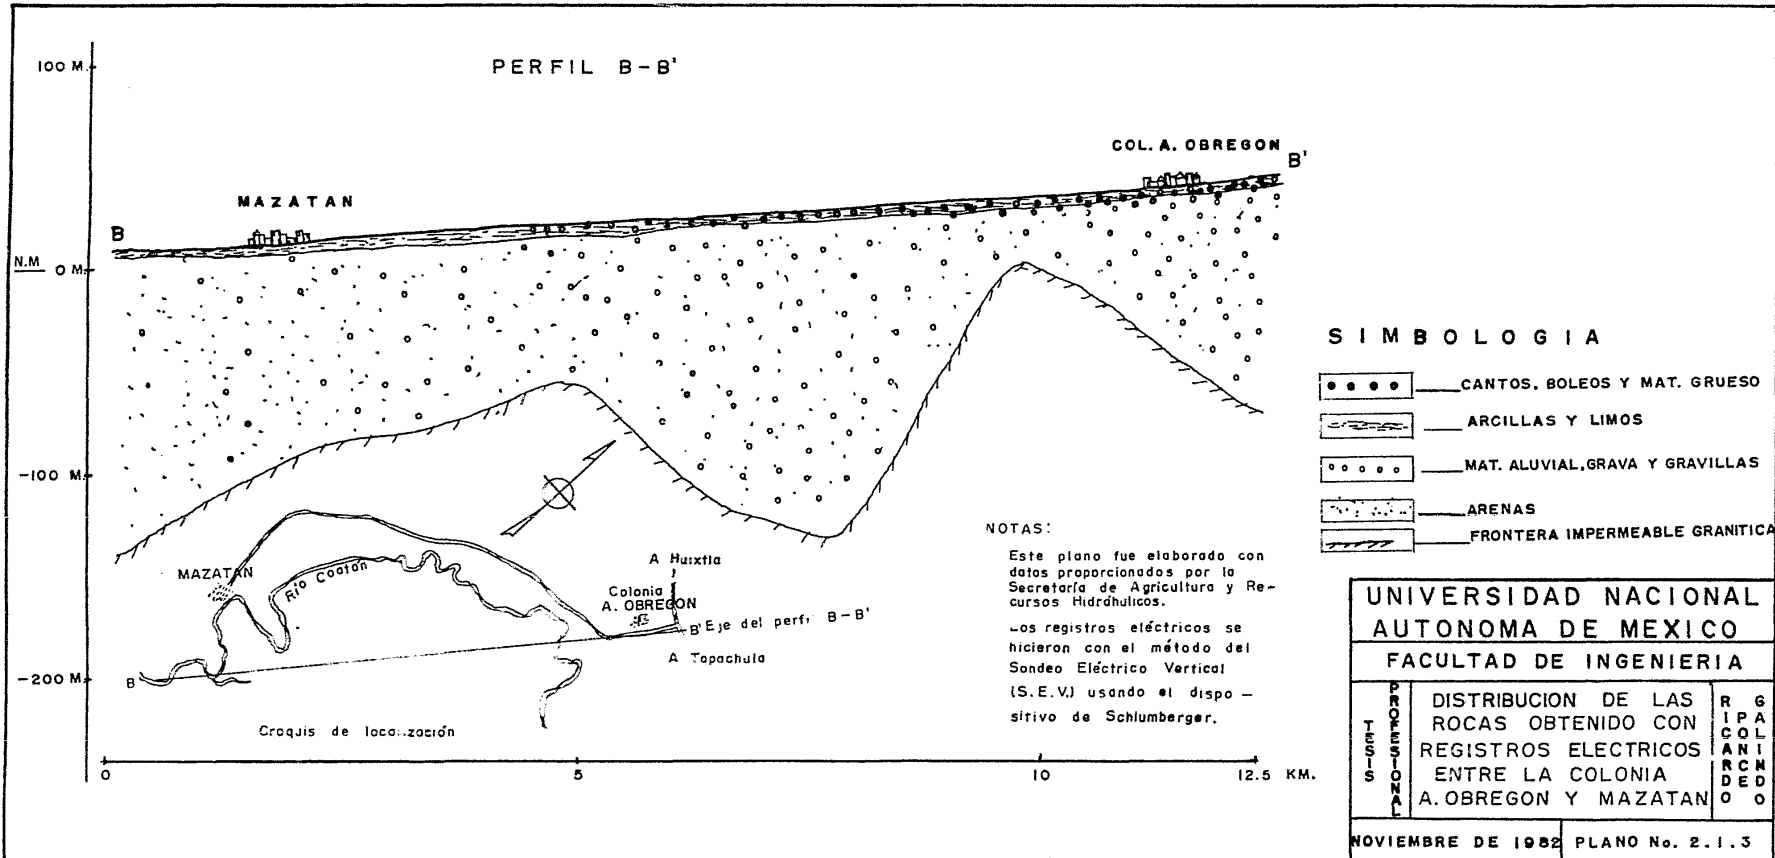 PERFIL B-B'
100 M.
COL. A. OBREGON
B'
MAZATAN
B
N.M
0 M.
-100 M.
-200 M.
SIMBOLOGIA
CANTOS, BOLEOS Y MAT. GRUESO
ARCILLAS Y LIMOS
MAT. ALUVIAL, GRAVA Y GRAVILLAS
ARENAS
FRONTERA IMPERMEABLE GRANITICA
NOTAS:
Este plano fue elaborado con
datos proporcionados por la
Secretaría de Agricultura y Re-
cursos Hidráhulicos.
Los registros eléctricos se
hicieron con el método del
Sondeo Eléctrico Vertical
(S.E.V.) usando el dispo-
sitivo de Schlumberger.
A Huixtla
MAZATAN
Río Coatán
Colonia
A. OBREGON
B' Eje del perfil B-B'
A Tapachula
B
Croquis de localización
0 5 10 12.5 KM.
UNIVERSIDAD NACIONAL
AUTONOMA DE MEXICO
FACULTAD DE INGENIERIA
TESIS
PROFESIONAL
DISTRIBUCION DE LAS
ROCAS OBTENIDO CON
REGISTROS ELECTRICOS
ENTRE LA COLONIA
A. OBREGON Y MAZATAN
RICARDO
PONCE
GALINDO
NOVIEMBRE DE 1982
PLANO No. 2.1.3